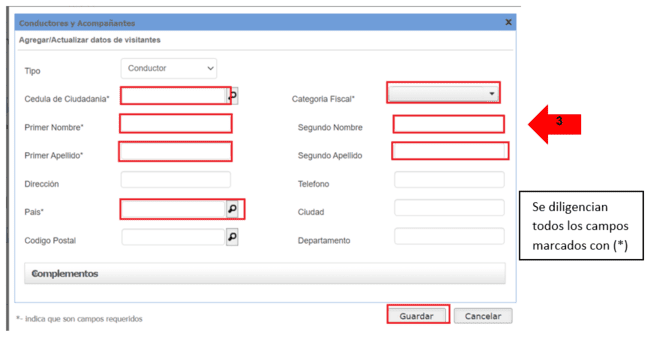 Conductores y Acompañantes x
Agregar/Actualizar datos de visitantes
Tipo Conductor
Cedula de Ciudadania* Categoria Fiscal*
Primer Nombre* Segundo Nombre
3
Primer Apellido* Segundo Apellido
Dirección Telefono
Pais* Ciudad
Codigo Postal Departamento
Se diligencian
todos los campos
marcados con (*)
Complementos
*- Indica que son campos requeridos
Guardar Cancelar